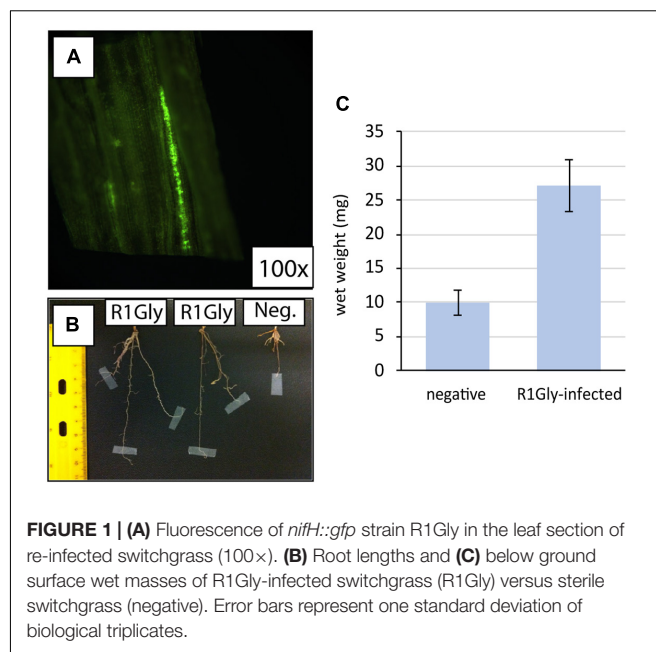 A
100x
B
R1Gly
R1Gly
Neg.
C
35
30
25
20
15
10
5
0
wet weight (mg)
negative
R1Gly-infected
FIGURE 1 | (A) Fluorescence of nifH::gfp strain R1Gly in the leaf section of
re-infected switchgrass (100×). (B) Root lengths and (C) below ground
surface wet masses of R1Gly-infected switchgrass (R1Gly) versus sterile
switchgrass (negative). Error bars represent one standard deviation of
biological triplicates.